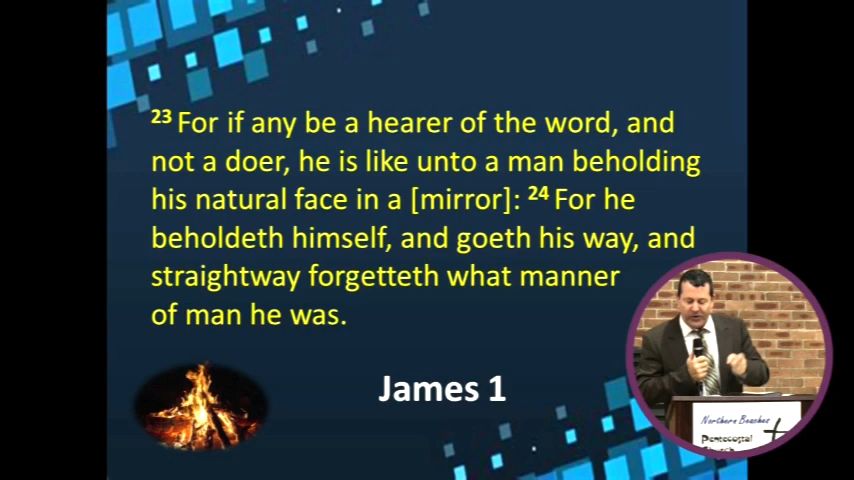 23 For if any be a hearer of the word, and
not a doer, he is like unto a man beholding
his natural face in a [mirror]: 24 For he
beholdeth himself, and goeth his way, and
straightway forgetteth what manner
of man he was.
James 1
Northern Beaches
Pentecostal
Church